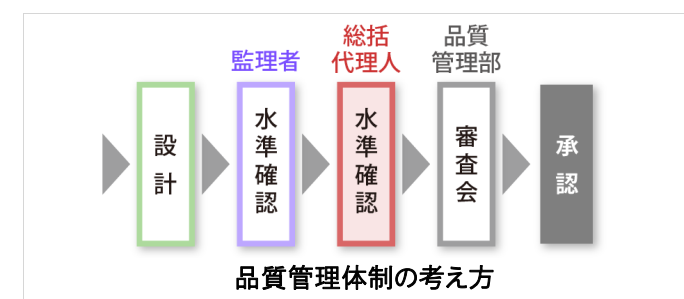 設計
監理者
水準確認
総括
代理人
水準確認
品質
管理部
審査会
承認
品質管理体制の考え方